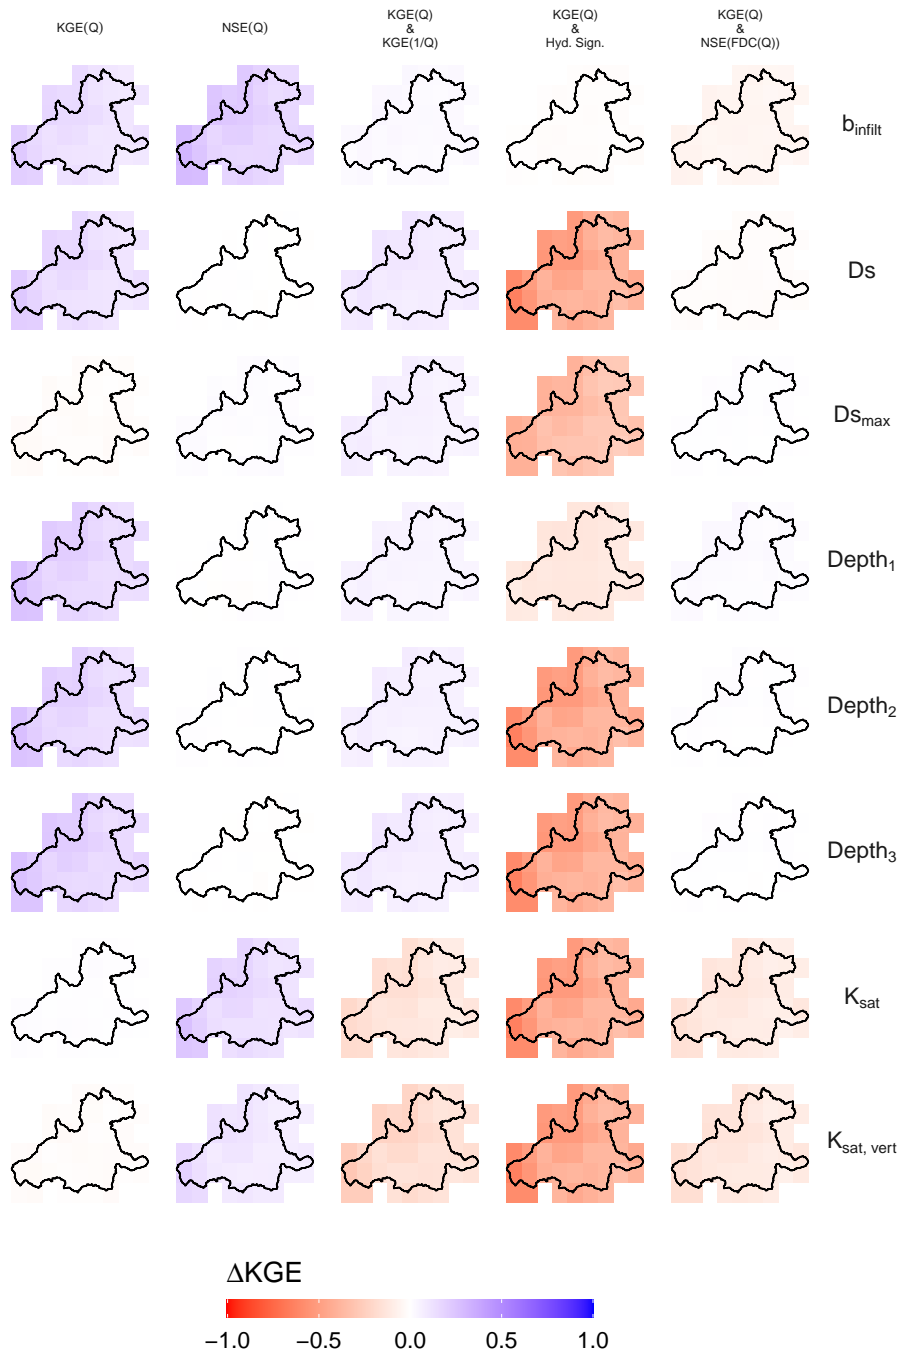 KGE(Q)
NSE(Q)
KGE(Q)
&
KGE(1/Q)
KGE(Q)
&
Hyd. Sign.
KGE(Q)
&
NSE(FDC(Q))
b_infilt
Ds
Ds_max
Depth_1
Depth_2
Depth_3
K_sat
K_sat, vert
ΔKGE
−1.0 −0.5 0.0 0.5 1.0